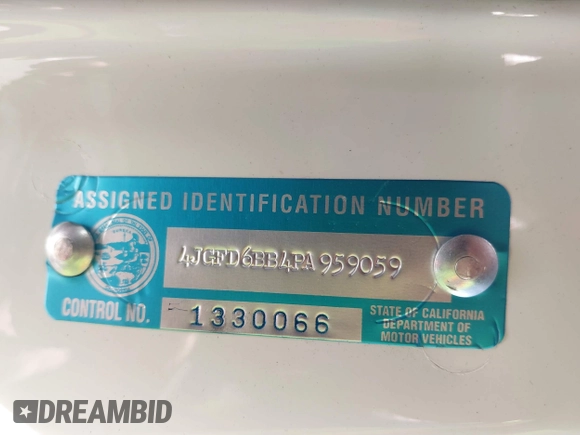 ASSIGNED IDENTIFICATION NUMBER
4JGFD6BB4PA959059
CONTROL NO.
1330066
STATE OF CALIFORNIA
DEPARTMENT OF
MOTOR VEHICLES
DREAMBID